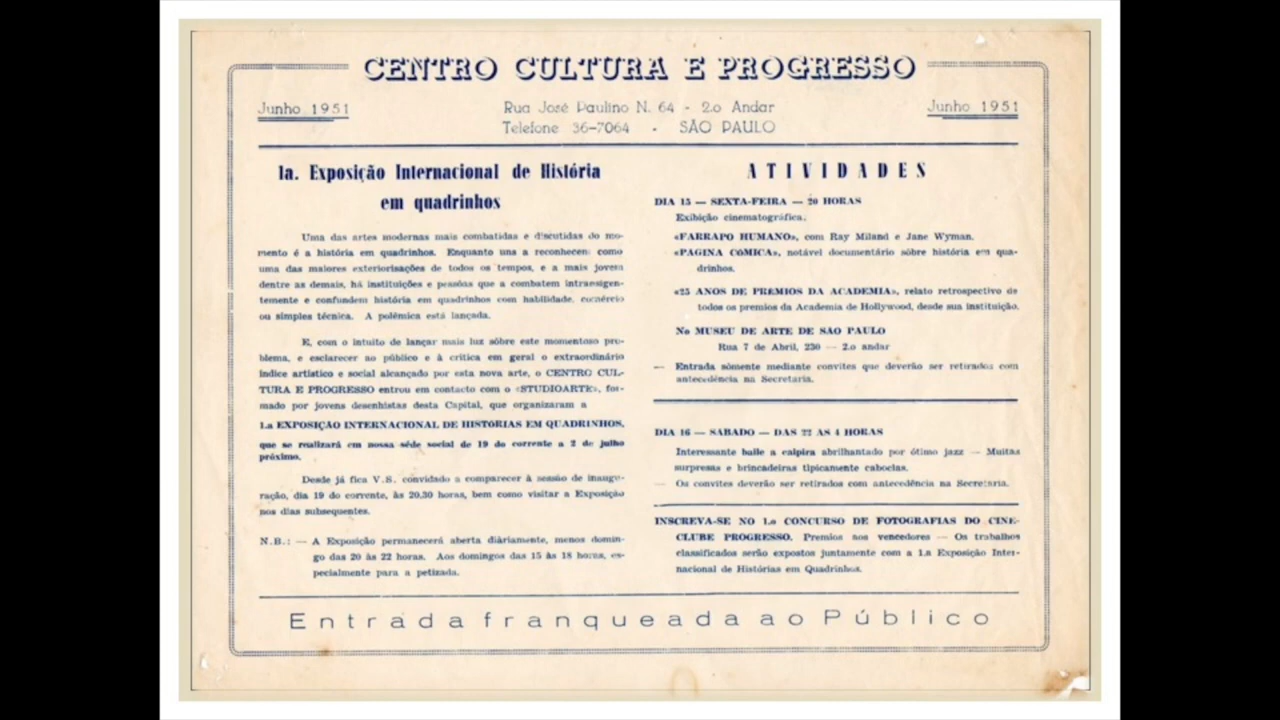 CENTRO CULTURA E PROGRESSO
Junho 1951
Rua José Paulino N. 64 - 2.o Andar
Telefone 36-7064 - SÃO PAULO
Junho 1951
1a. Exposição Internacional de História
em quadrinhos
Uma das artes modernas mais combatidas e discutidas do mo-
mento é a história em quadrinhos. Enquanto uns a reconhecem como
uma das maiores exteriorisações de todos os tempos, e a mais jovem
dentre as demais, há instituições e pessôas que a combatem intransigen-
temente e confundem história em quadrinhos com habilidade, comércio
ou simples técnica. A polêmica está lançada.
E, com o intuito de lançar mais luz sôbre este momentoso pro-
blema, e esclarecer ao público e à crítica em geral o extraordinário
índice artístico e social alcançado por esta nova arte, o CENTRO CUL-
TURA E PROGRESSO entrou em contacto com o «STUDIOARTE», for-
mado por jovens desenhistas desta Capital, que organizaram a
1.a EXPOSIÇÃO INTERNACIONAL DE HISTÓRIAS EM QUADRINHOS,
que se realizará em nossa séde social de 19 do corrente a 2 de julho
próximo.
Desde já fica V.S. convidado a comparecer à sessão de inaugu-
ração, dia 19 do corrente, às 20,30 horas, bem como visitar a Exposição
nos dias subsequentes.
N.B.: — A Exposição permanecerá aberta diàriamente, menos domin-
go das 20 às 22 horas. Aos domingos das 15 às 18 horas, es-
pecialmente para a petizada.
ATIVIDADES
DIA 15 — SEXTA-FEIRA — 20 HORAS
Exibição cinematográfica.
«FARRAPO HUMANO», com Ray Miland e Jane Wyman.
«PAGINA COMICA», notável documentário sôbre história em qua-
drinhos.
«25 ANOS DE PREMIOS DA ACADEMIA», relato retrospectivo de
todos os premios da Academia de Hollywood, desde sua instituição.
No MUSEU DE ARTE DE SÃO PAULO
Rua 7 de Abril, 230 — 2.o andar
— Entrada sòmente mediante convites que deverão ser retirados com
antecedência na Secretaria.
DIA 16 — SABADO — DAS 22 AS 4 HORAS
Interessante baile a caipira abrilhantado por ótimo jazz — Muitas
surpresas e brincadeiras tipicamente caboclas.
— Os convites deverão ser retirados com antecedência na Secretaria.
INSCREVA-SE NO 1.o CONCURSO DE FOTOGRAFIAS DO CINE-
CLUBE PROGRESSO. Premios aos vencedores — Os trabalhos
classificados serão expostos juntamente com a 1.a Exposição Inter-
nacional de Histórias em Quadrinhos.
Entrada franqueada ao Público